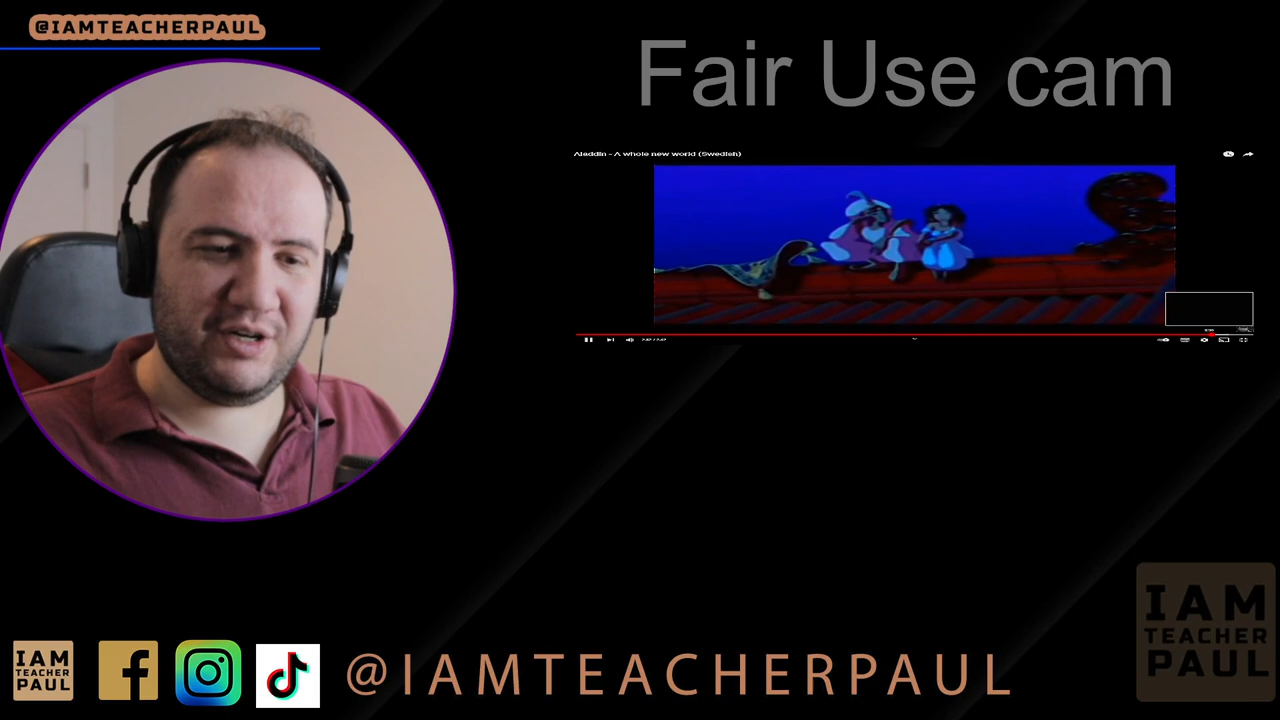 @IAMTEACHERPAUL
Fair Use cam
Aladdin - A whole new world (Swedish)
IAM
TEACHER
PAUL
@IAMTEACHERPAUL
IAM
TEACHER
PAUL